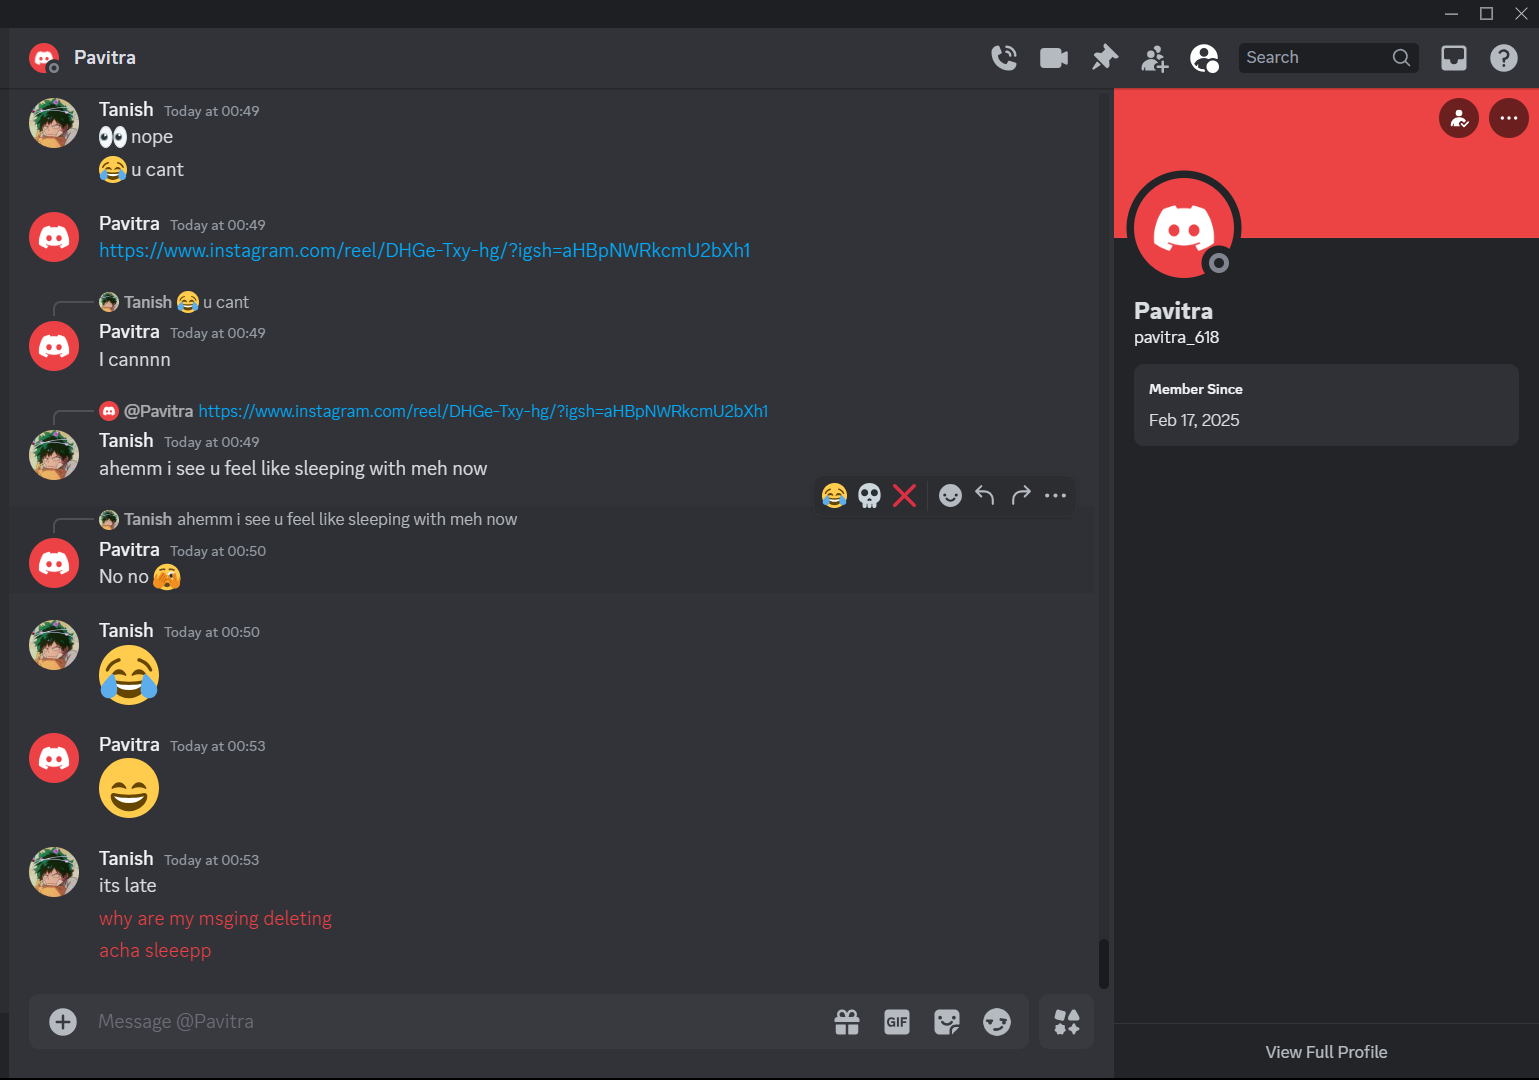 Pavitra
Search
Tanish Today at 00:49
👀 nope
😂 u cant
Pavitra Today at 00:49
https://www.instagram.com/reel/DHGe-Txy-hg/?igsh=aHBpNWRkcmU2bXh1
Tanish 😂 u cant
Pavitra Today at 00:49
I cannnn
@Pavitra https://www.instagram.com/reel/DHGe-Txy-hg/?igsh=aHBpNWRkcmU2bXh1
Tanish Today at 00:49
ahemm i see u feel like sleeping with meh now
Tanish ahemm i see u feel like sleeping with meh now
Pavitra Today at 00:50
No no 🫣
Tanish Today at 00:50
😂
Pavitra Today at 00:53
😄
Tanish Today at 00:53
its late
why are my msging deleting
acha sleeepp
Message @Pavitra
GIF
Pavitra
pavitra_618
Member Since
Feb 17, 2025
View Full Profile